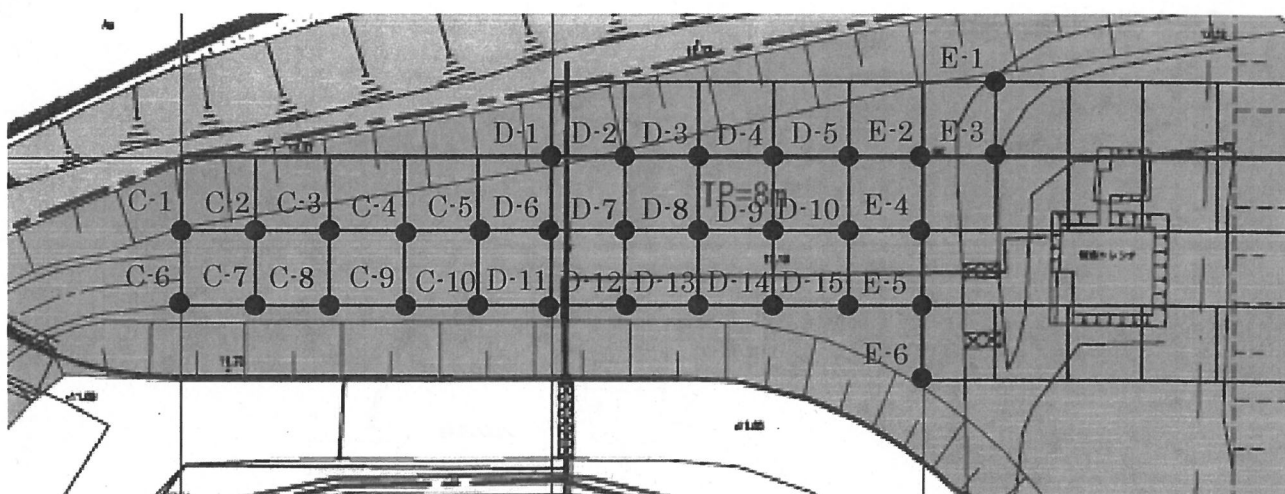 E-1
D-1 D-2 D-3 D-4 D-5 E-2 E-3
TP=8m
C-1 C-2 C-3 C-4 C-5 D-6 D-7 D-8 D-9 D-10 E-4
C-6 C-7 C-8 C-9 C-10 D-11 D-12 D-13 D-14 D-15 E-5
E-6